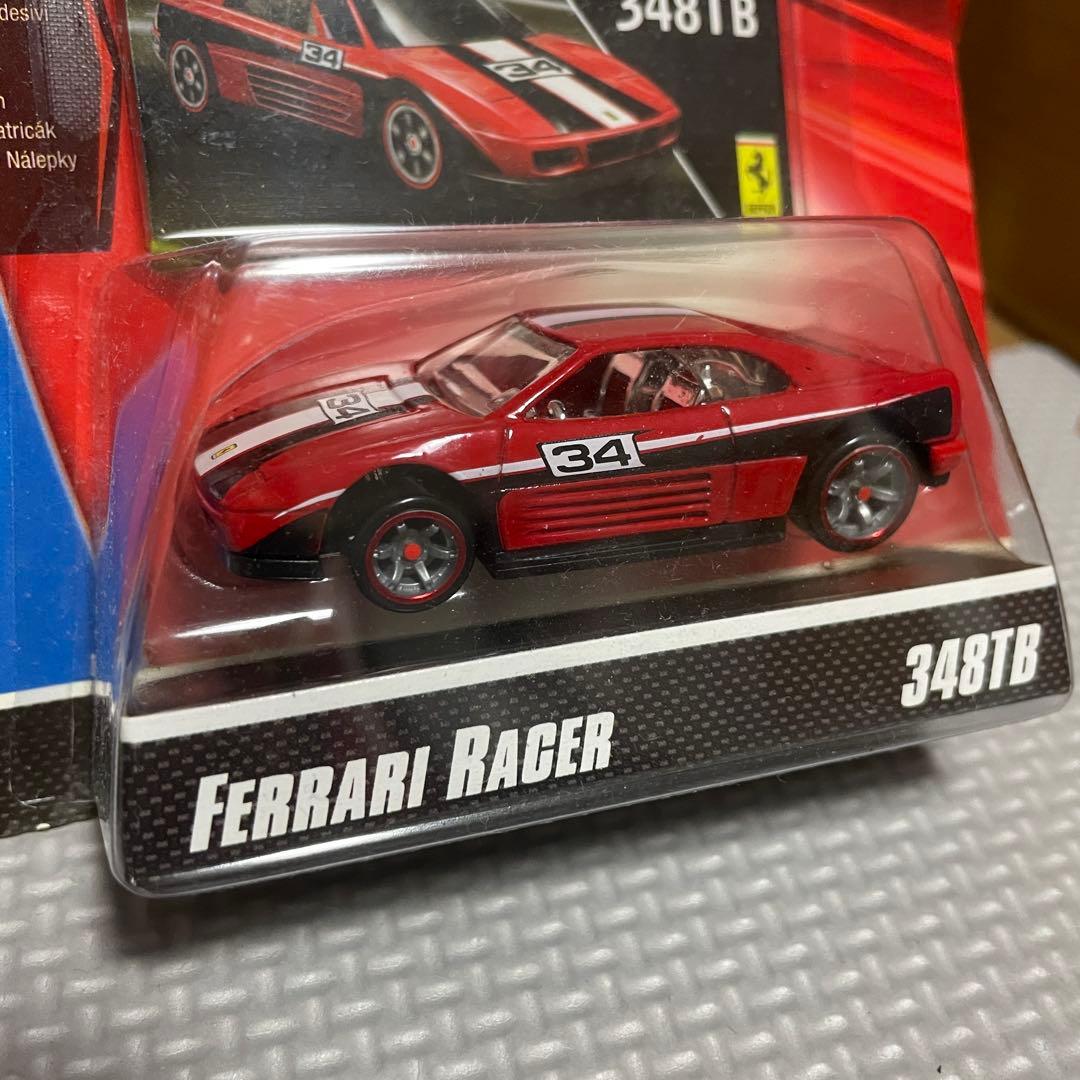 desivi
atricák
Nálepky
348TB
34
34
34
34
348TB
FERRARI RACER